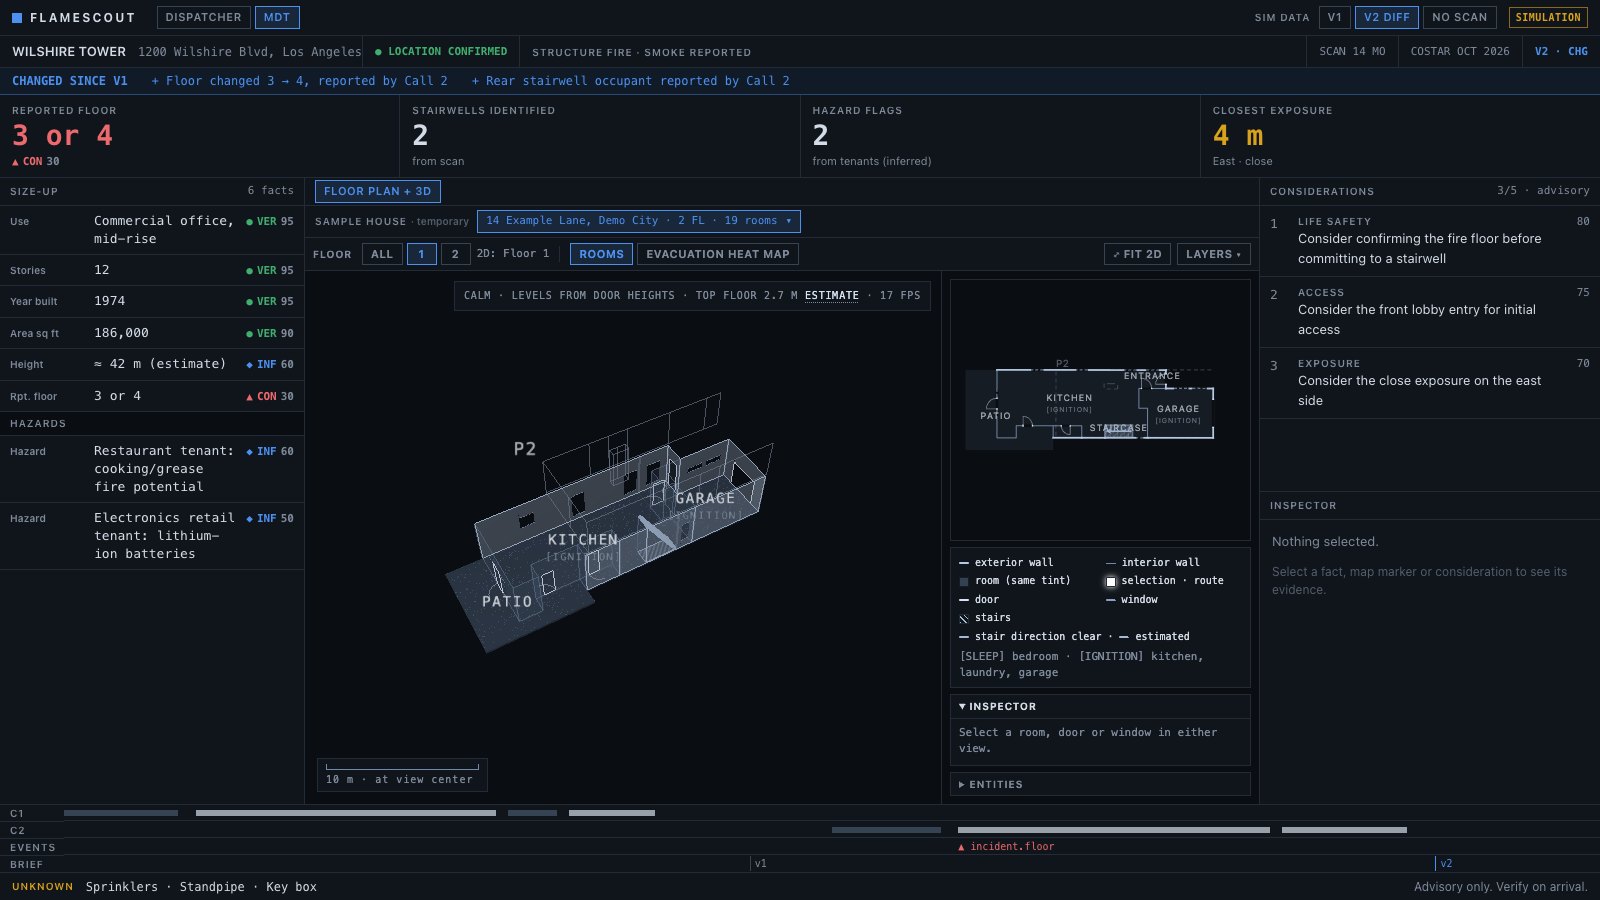 FLAMESCOUT DISPATCHER MDT SIM DATA V1 V2 DIFF NO SCAN SIMULATION
WILSHIRE TOWER 1200 Wilshire Blvd, Los Angeles ● LOCATION CONFIRMED STRUCTURE FIRE · SMOKE REPORTED SCAN 14 MO COSTAR OCT 2026 V2 · CHG
CHANGED SINCE V1 + Floor changed 3 → 4, reported by Call 2 + Rear stairwell occupant reported by Call 2
REPORTED FLOOR
3 or 4
▲ CON 30
STAIRWELLS IDENTIFIED
2
from scan
HAZARD FLAGS
2
from tenants (inferred)
CLOSEST EXPOSURE
4 m
East · close
SIZE-UP 6 facts
Use Commercial office, ● VER 95
mid-rise
Stories 12 ● VER 95
Year built 1974 ● VER 95
Area sq ft 186,000 ● VER 90
Height ≈ 42 m (estimate) ◆ INF 60
Rpt. floor 3 or 4 ▲ CON 30
HAZARDS
Hazard Restaurant tenant: ◆ INF 60
cooking/grease
fire potential
Hazard Electronics retail ◆ INF 50
tenant: lithium-
ion batteries
FLOOR PLAN + 3D
SAMPLE HOUSE · temporary 14 Example Lane, Demo City · 2 FL · 19 rooms ▾
FLOOR ALL 1 2 2D: Floor 1 ROOMS EVACUATION HEAT MAP ⤢ FIT 2D LAYERS ▾
CALM · LEVELS FROM DOOR HEIGHTS · TOP FLOOR 2.7 M ESTIMATE · 17 FPS
P2
GARAGE
[IGNITION]
KITCHEN
[IGNITION]
PATIO
10 m · at view center
P2
ENTRANCE
KITCHEN
[IGNITION]
GARAGE
[IGNITION]
PATIO
STAIRCASE
exterior wall interior wall
room (same tint) selection · route
door window
stairs
stair direction clear · estimated
[SLEEP] bedroom · [IGNITION] kitchen,
laundry, garage
▼ INSPECTOR
Select a room, door or window in either
view.
▶ ENTITIES
CONSIDERATIONS 3/5 · advisory
1 LIFE SAFETY 80
Consider confirming the fire floor before
committing to a stairwell
2 ACCESS 75
Consider the front lobby entry for initial
access
3 EXPOSURE 70
Consider the close exposure on the east
side
INSPECTOR
Nothing selected.
Select a fact, map marker or consideration to see its
evidence.
C1
C2
EVENTS ▲ incident.floor
BRIEF v1 v2
UNKNOWN Sprinklers · Standpipe · Key box Advisory only. Verify on arrival.